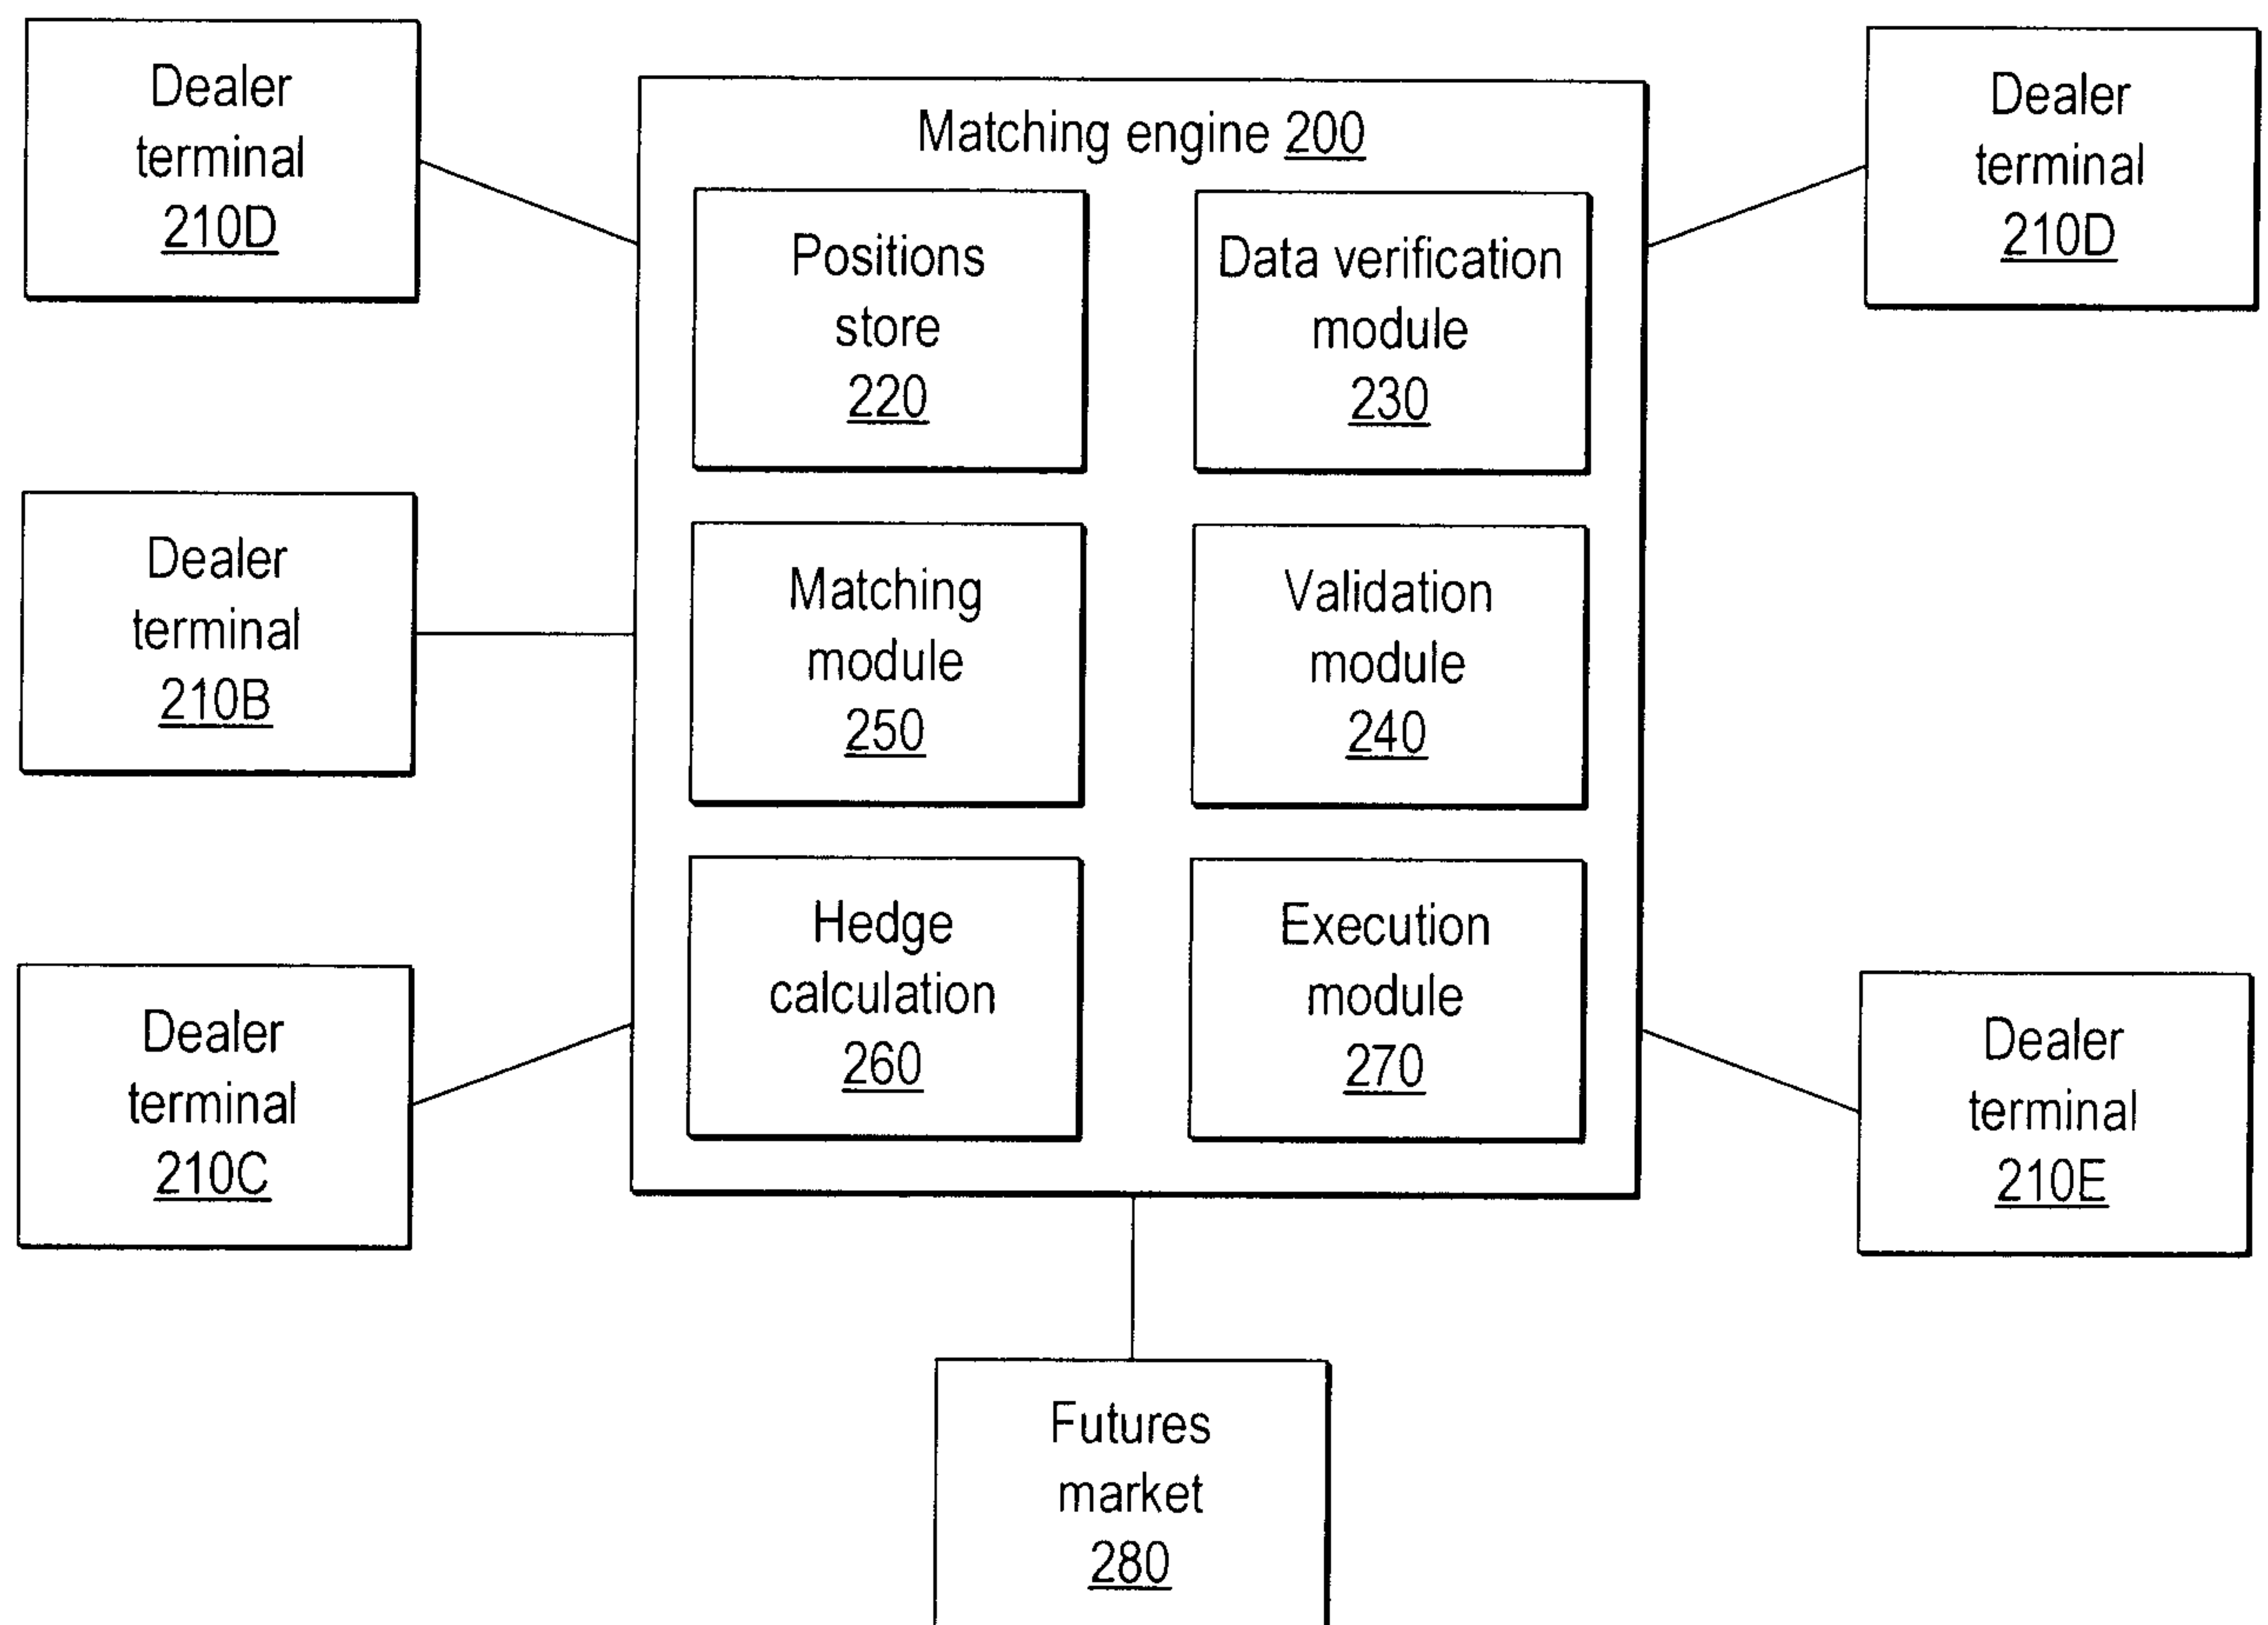 Dealer
terminal
210D
Matching engine 200
Dealer
terminal
210D
Positions
store
220
Data verification
module
230
Dealer
terminal
210B
Matching
module
250
Validation
module
240
Hedge
calculation
260
Execution
module
270
Dealer
terminal
210C
Dealer
terminal
210E
Futures
market
280